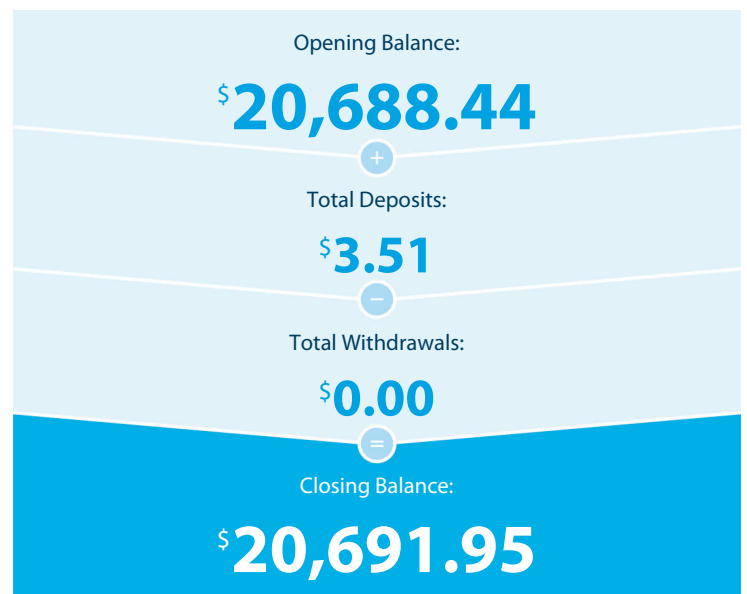 Opening Balance:
$20,688.44
+
Total Deposits:
$3.51
−
Total Withdrawals:
$0.00
=
Closing Balance:
$20,691.95